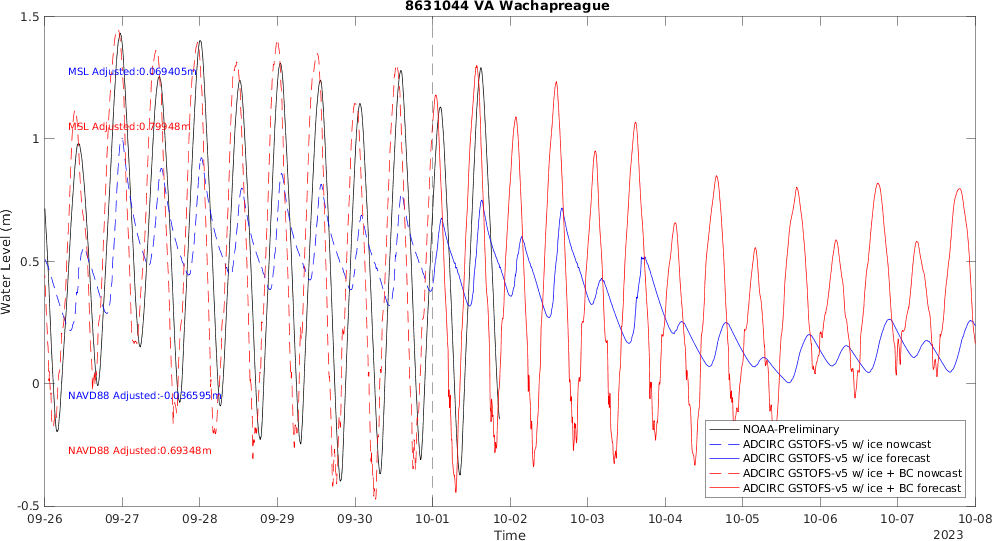 8631044 VA Wachapreague
1.5
1
0.5
0
-0.5
Water Level (m)
MSL Adjusted:0.069405m
MSL Adjusted:0.79948m
NAVD88 Adjusted:-0.036595m
NAVD88 Adjusted:0.69348m
NOAA-Preliminary
ADCIRC GSTOFS-v5 w/ ice nowcast
ADCIRC GSTOFS-v5 w/ ice forecast
ADCIRC GSTOFS-v5 w/ ice + BC nowcast
ADCIRC GSTOFS-v5 w/ ice + BC forecast
09-26 09-27 09-28 09-29 09-30 10-01 10-02 10-03 10-04 10-05 10-06 10-07 10-08
Time
2023